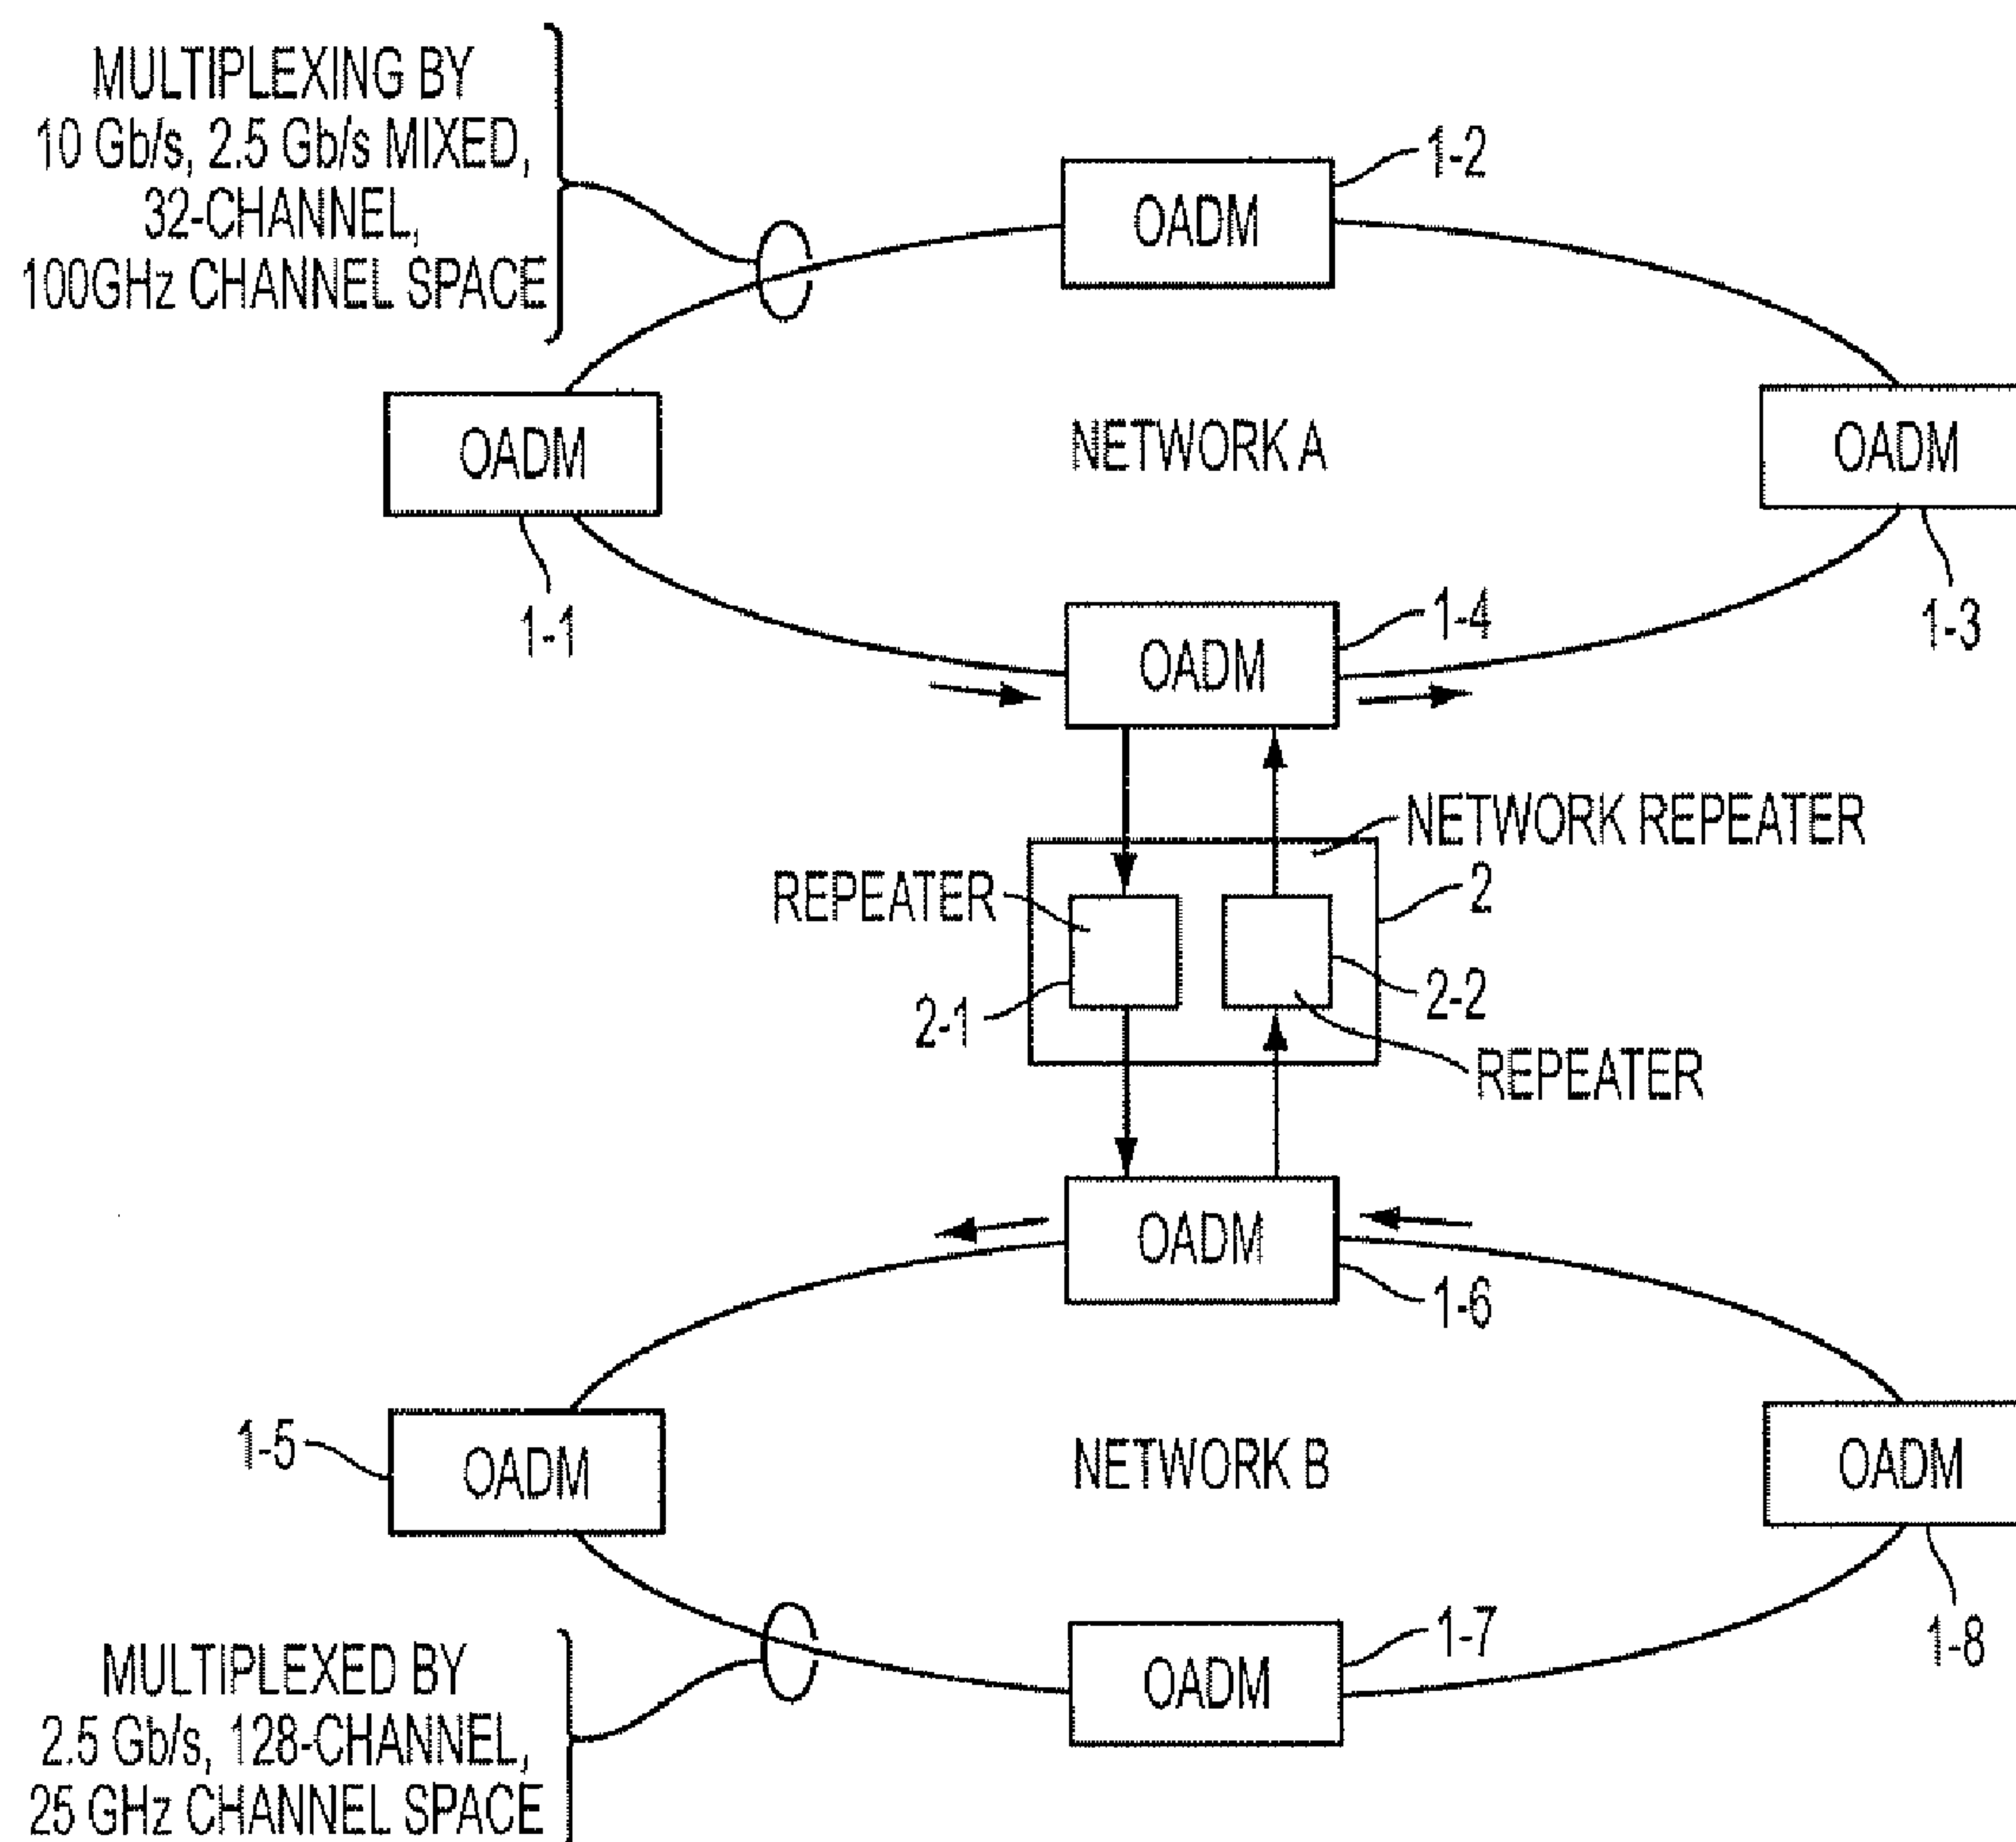 MULTIPLEXING BY
10 Gb/s, 2.5 Gb/s MIXED,
32-CHANNEL,
100GHz CHANNEL SPACE
OADM
1-2
OADM
1-1
NETWORK A
OADM
1-3
OADM
1-4
NETWORK REPEATER
2
REPEATER
2-1
2-2
REPEATER
OADM
1-6
1-5
OADM
NETWORK B
OADM
1-8
OADM
1-7
MULTIPLEXED BY
2.5 Gb/s, 128-CHANNEL,
25 GHz CHANNEL SPACE